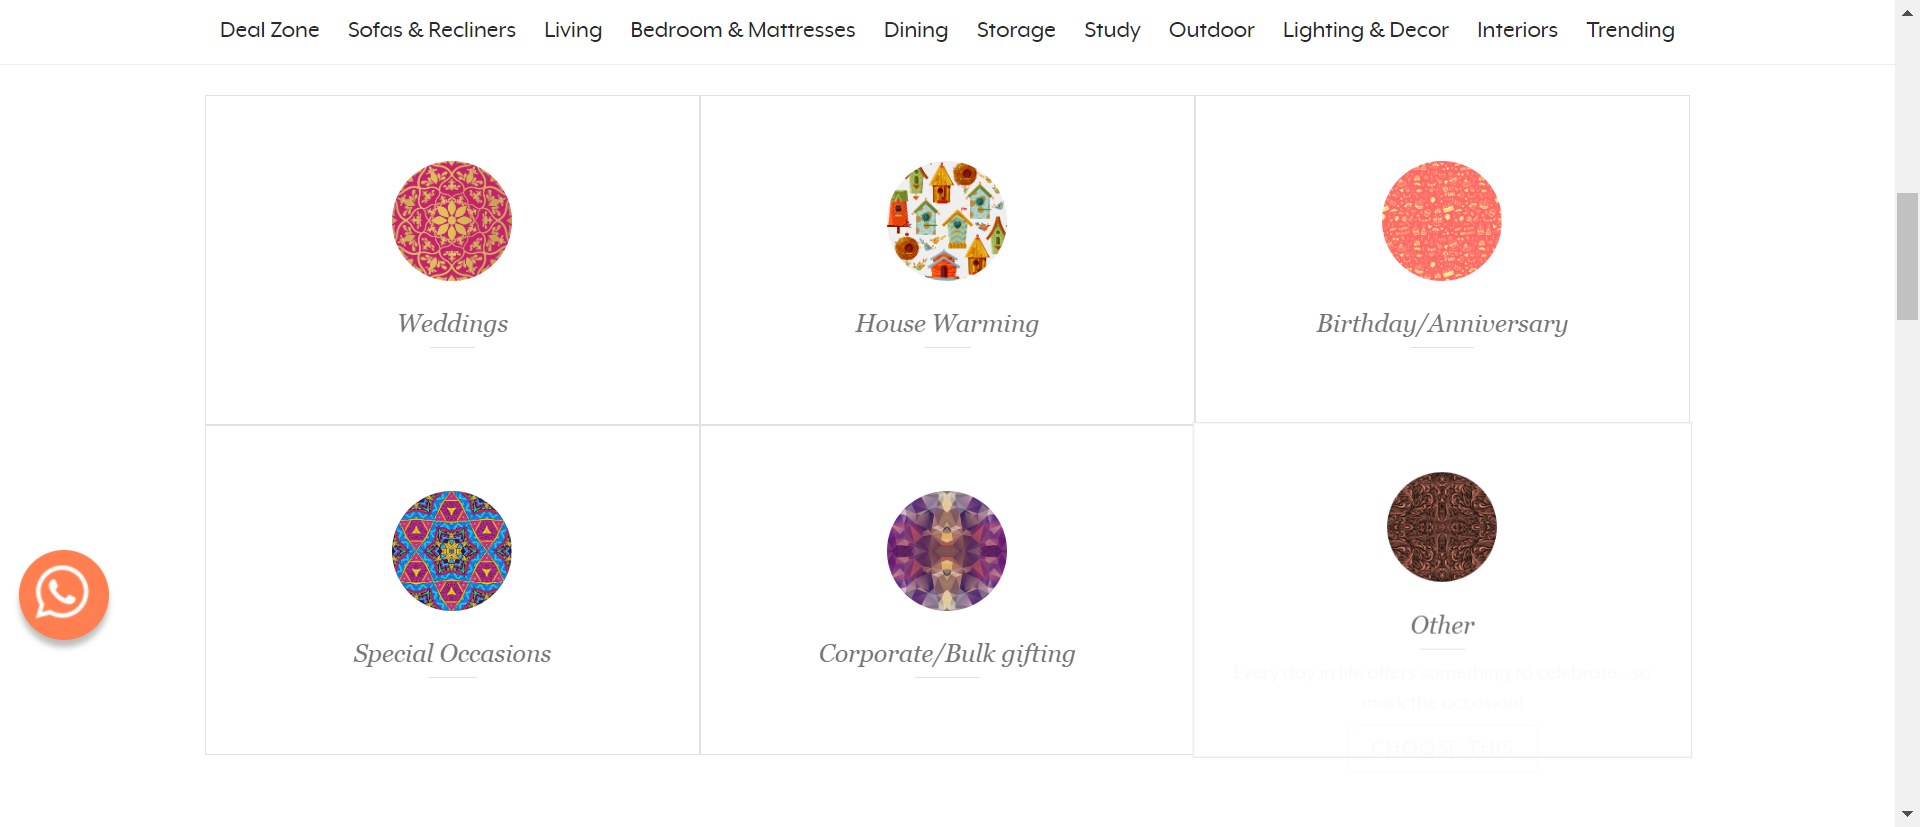 Deal Zone Sofas & Recliners Living Bedroom & Mattresses Dining Storage Study Outdoor Lighting & Decor Interiors Trending
Weddings
House Warming
Birthday/Anniversary
Special Occasions
Corporate/Bulk gifting
Other
Every day in life offers something to celebrate - so
mark the occasion!
CHOOSE THIS